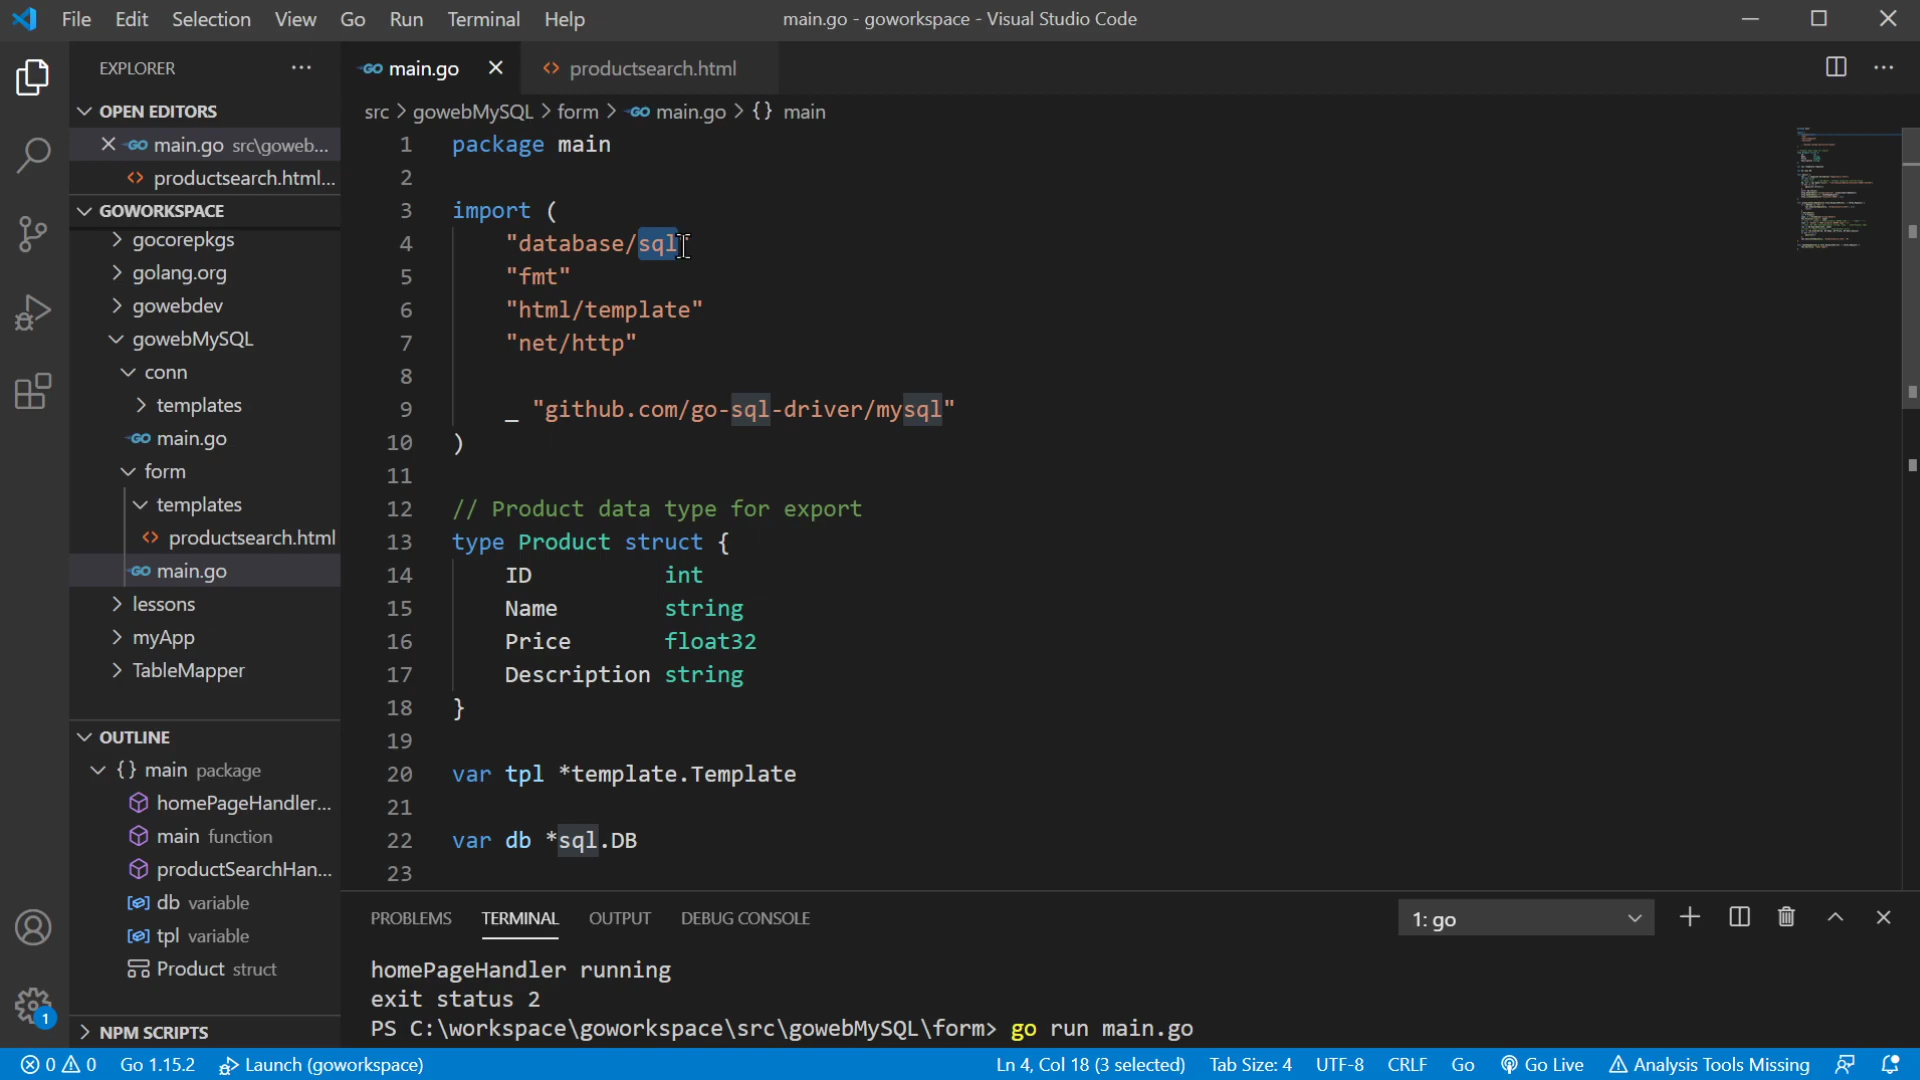 File Edit Selection View Go Run Terminal Help
main.go - goworkspace - Visual Studio Code
EXPLORER
OPEN EDITORS
main.go src\goweb...
productsearch.html...
GOWORKSPACE
gocorepkgs
golang.org
gowebdev
gowebMySQL
conn
templates
main.go
form
templates
productsearch.html
main.go
lessons
myApp
TableMapper
OUTLINE
main package
homePageHandler...
main function
productSearchHan...
db variable
tpl variable
Product struct
NPM SCRIPTS
main.go
productsearch.html
src > gowebMySQL > form > main.go > {} main
1 package main
2
3 import (
4 "database/sql"
5 "fmt"
6 "html/template"
7 "net/http"
8
9 _ "github.com/go-sql-driver/mysql"
10 )
11
12 // Product data type for export
13 type Product struct {
14 ID int
15 Name string
16 Price float32
17 Description string
18 }
19
20 var tpl *template.Template
21
22 var db *sql.DB
23
PROBLEMS TERMINAL OUTPUT DEBUG CONSOLE
1: go
homePageHandler running
exit status 2
PS C:\workspace\goworkspace\src\gowebMySQL\form> go run main.go
1
0 0 Go 1.15.2 Launch (goworkspace) Ln 4, Col 18 (3 selected) Tab Size: 4 UTF-8 CRLF Go Go Live Analysis Tools Missing